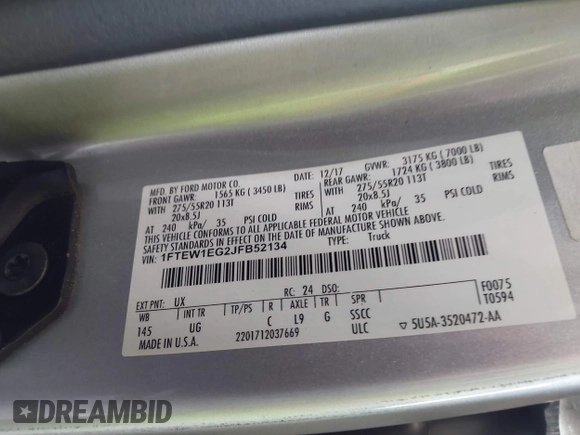 MFD. BY FORD MOTOR CO.
DATE: 12/17
GVWR: 3175 KG ( 7000 LB)
FRONT GAWR: 1565 KG ( 3450 LB)
REAR GAWR: 1724 KG ( 3800 LB)
WITH 275/55R20 113T TIRES
WITH 275/55R20 113T TIRES
20x8.5J
20x8.5J
AT 240 kPa/ 35 PSI COLD
AT 240 kPa/ 35 PSI COLD
THIS VEHICLE CONFORMS TO ALL APPLICABLE FEDERAL MOTOR VEHICLE
SAFETY STANDARDS IN EFFECT ON THE DATE OF MANUFACTURE SHOWN ABOVE.
VIN: 1FTEW1EG2JFB52134
TYPE: Truck
EXT PNT: UX RC: 24 DSO: F0075
WB INT TR TP/PS R AXLE TR SPR T0594
145 UG C L9 G SSCC
MADE IN U.S.A. 2201712037669 ULC ▽ 5U5A-3520472-AA
DREAMBID